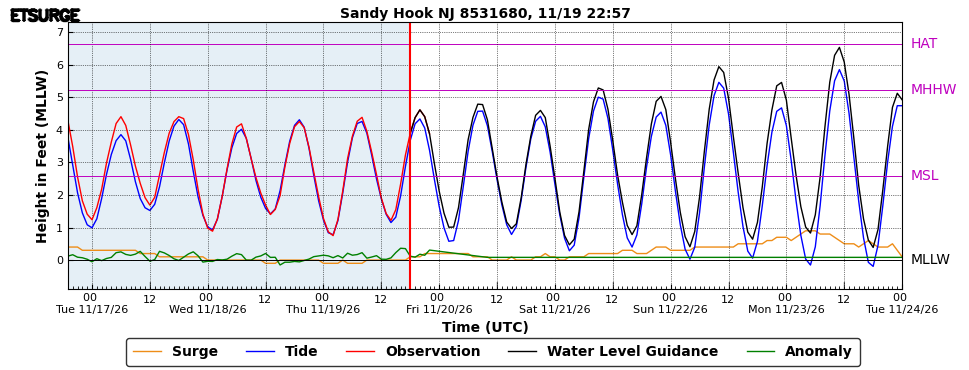 ETSURGE
Sandy Hook NJ 8531680, 11/19 22:57
Height in Feet (MLLW)
7
6
5
4
3
2
1
0
HAT
MHHW
MSL
MLLW
00 12 00 12 00 12 00 12 00 12 00 12 00 12 00
Tue 11/17/26 Wed 11/18/26 Thu 11/19/26 Fri 11/20/26 Sat 11/21/26 Sun 11/22/26 Mon 11/23/26 Tue 11/24/26
Time (UTC)
Surge Tide Observation Water Level Guidance Anomaly